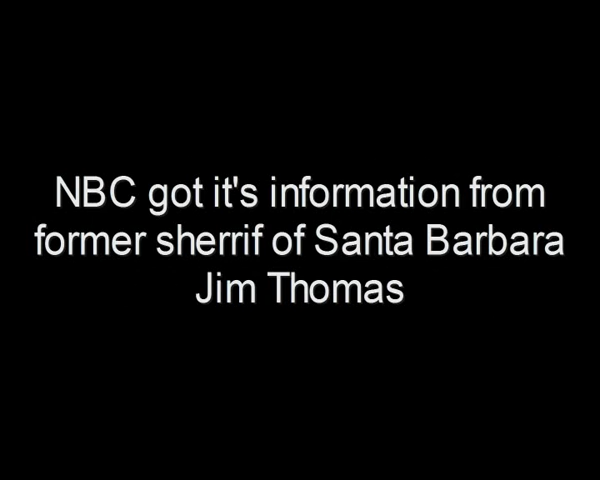 NBC got it's information from
former sherrif of Santa Barbara
Jim Thomas